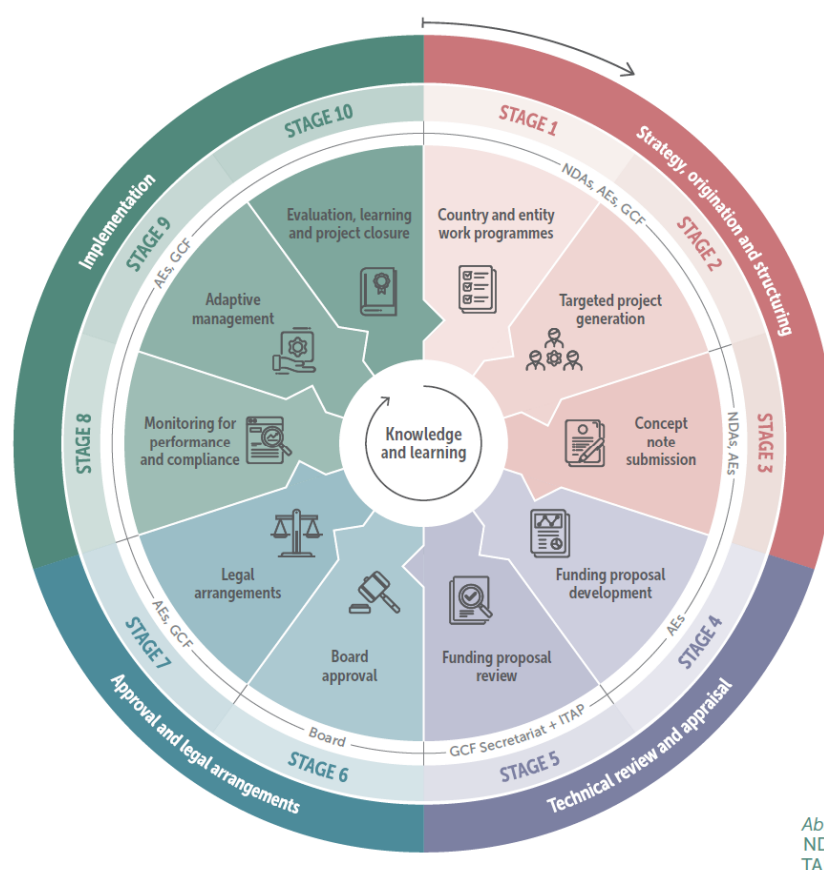 Strategy, origination and structuring
STAGE 1
STAGE 2
STAGE 3
NDAs, AEs, GCF
NDAs, AEs
Country and entity
work programmes
Targeted project
generation
Concept
note
submission
Technical review and appraisal
STAGE 4
STAGE 5
AEs
GCF Secretariat + ITAP
Funding proposal
development
Funding proposal
review
Approval and legal arrangements
STAGE 6
STAGE 7
Board
AEs, GCF
Board
approval
Legal
arrangements
Implementation
STAGE 8
STAGE 9
STAGE 10
AEs, GCF
Monitoring for
performance
and compliance
Adaptive
management
Evaluation, learning
and project closure
Knowledge
and learning
Ab
ND
TA